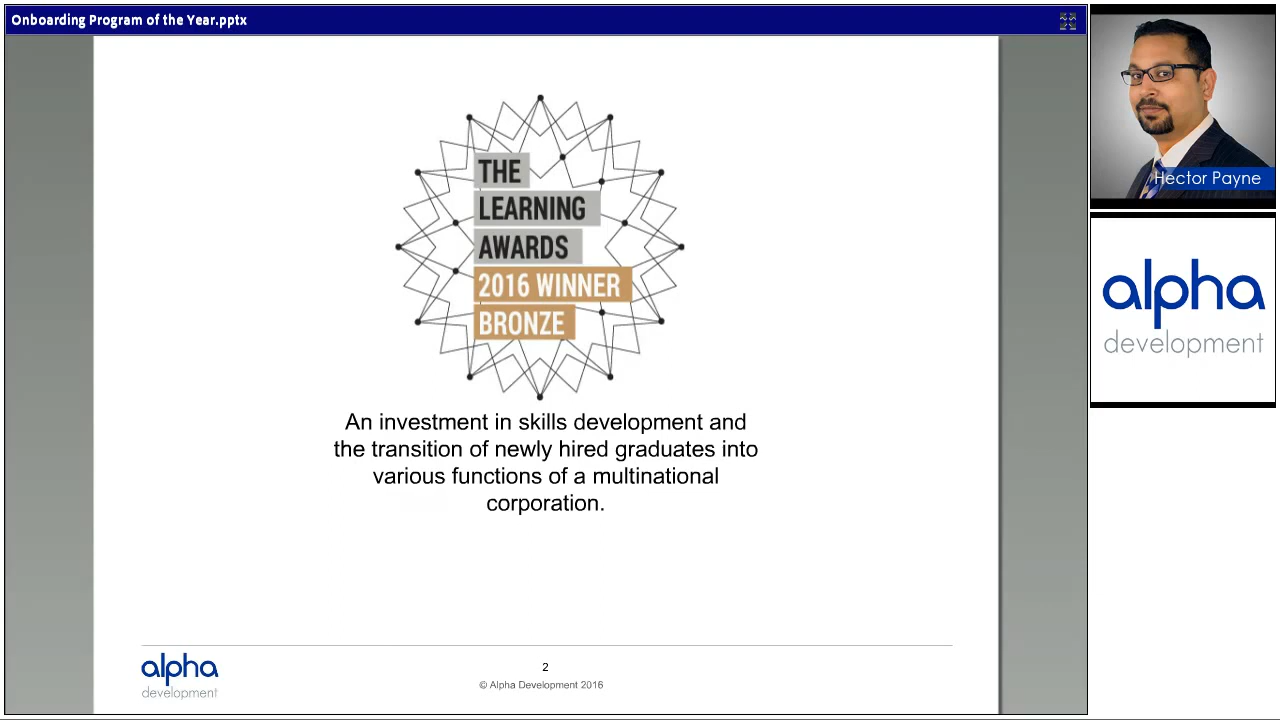 Onboarding Program of the Year.pptx
THE
LEARNING
AWARDS
2016 WINNER
BRONZE
An investment in skills development and
the transition of newly hired graduates into
various functions of a multinational
corporation.
alpha
development
2
© Alpha Development 2016
Hector Payne
alpha
development